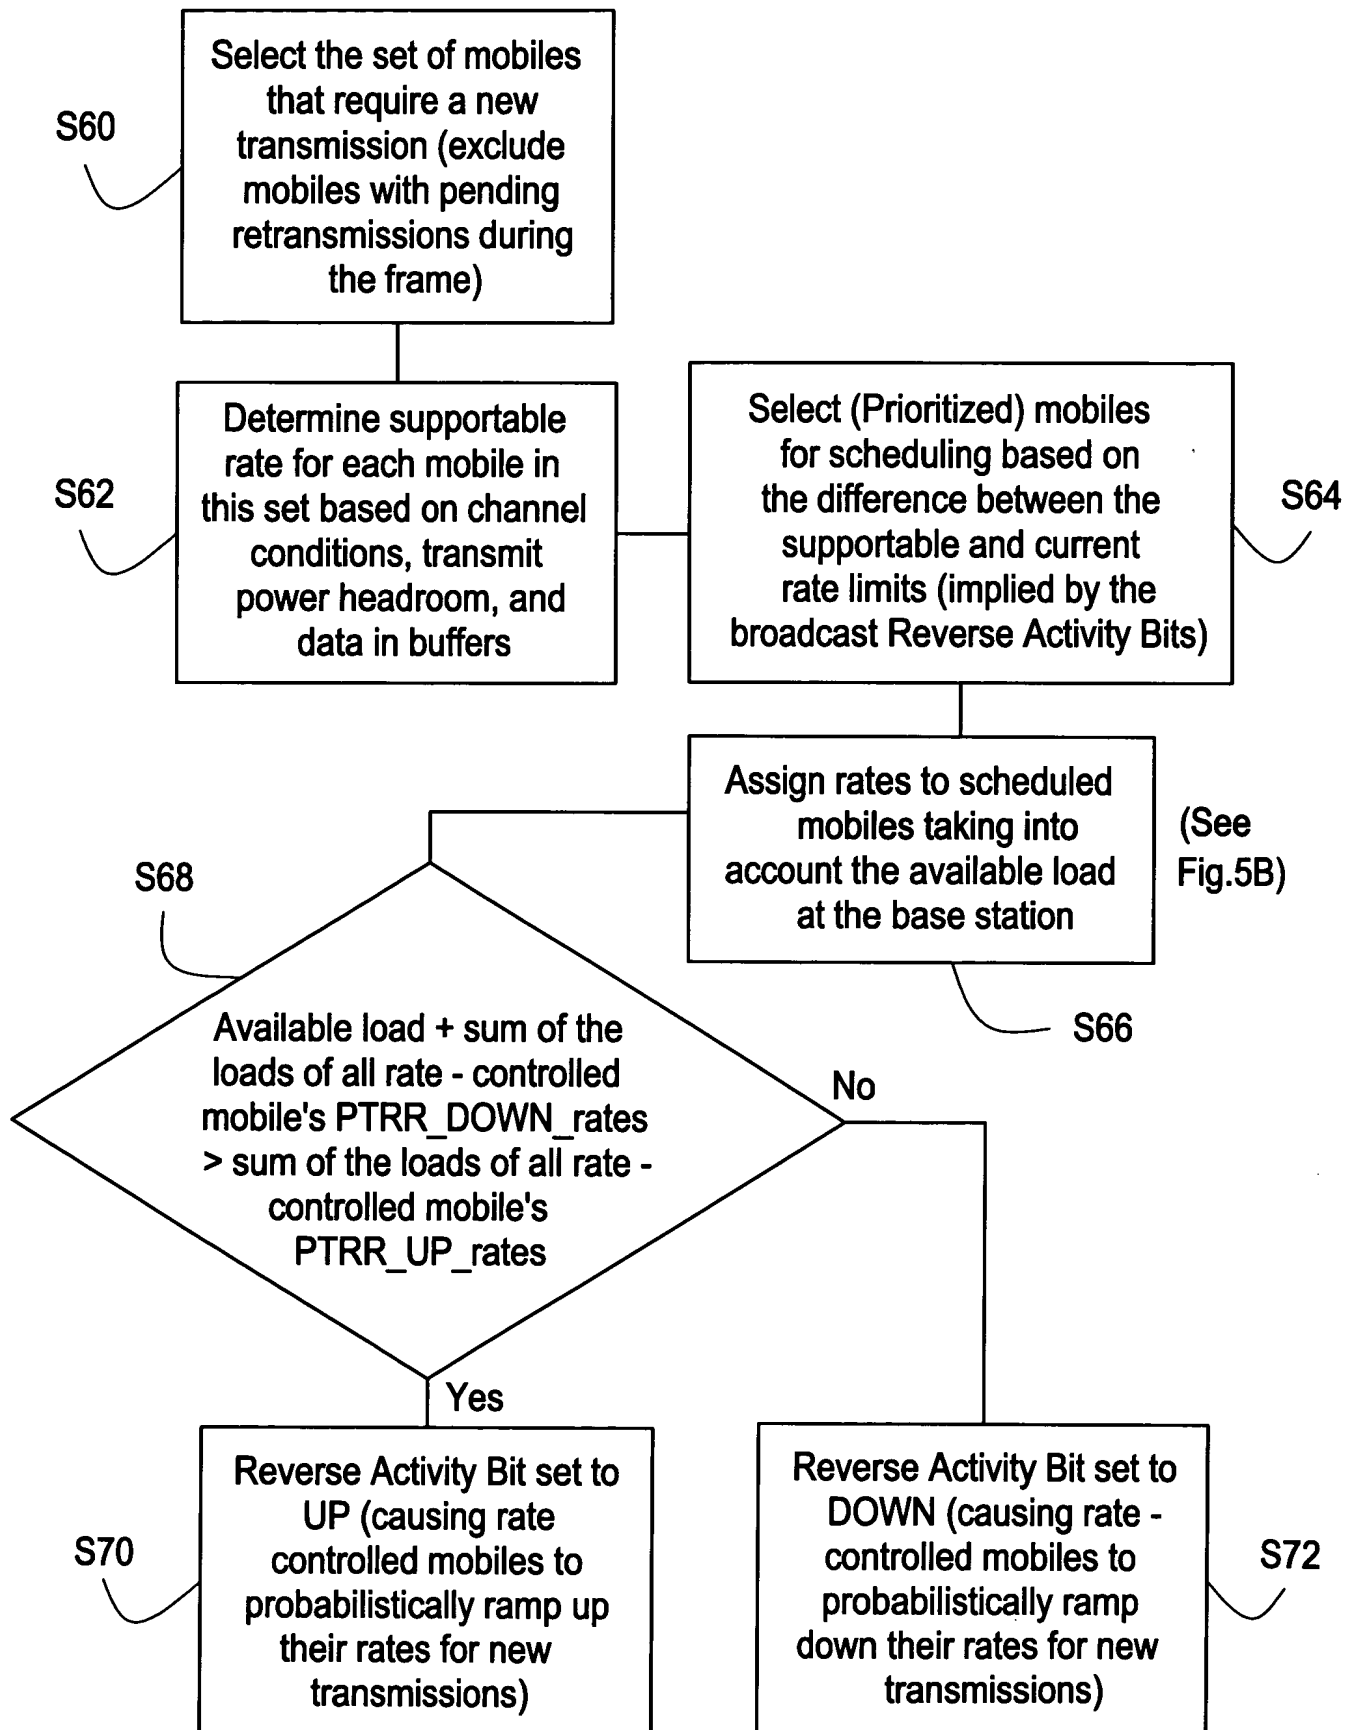 Select the set of mobiles
that require a new
transmission (exclude
mobiles with pending
retransmissions during
the frame)
S60
Determine supportable
rate for each mobile in
this set based on channel
conditions, transmit
power headroom, and
data in buffers
S62
Select (Prioritized) mobiles
for scheduling based on
the difference between the
supportable and current
rate limits (implied by the
broadcast Reverse Activity Bits)
S64
Assign rates to scheduled
mobiles taking into
account the available load
at the base station
(See
Fig.5B)
S66
S68
Available load + sum of the
loads of all rate - controlled
mobile's PTRR_DOWN_rates
> sum of the loads of all rate -
controlled mobile's
PTRR_UP_rates
No
Yes
Reverse Activity Bit set to
UP (causing rate
controlled mobiles to
probabilistically ramp up
their rates for new
transmissions)
S70
Reverse Activity Bit set to
DOWN (causing rate -
controlled mobiles to
probabilistically ramp
down their rates for new
transmissions)
S72